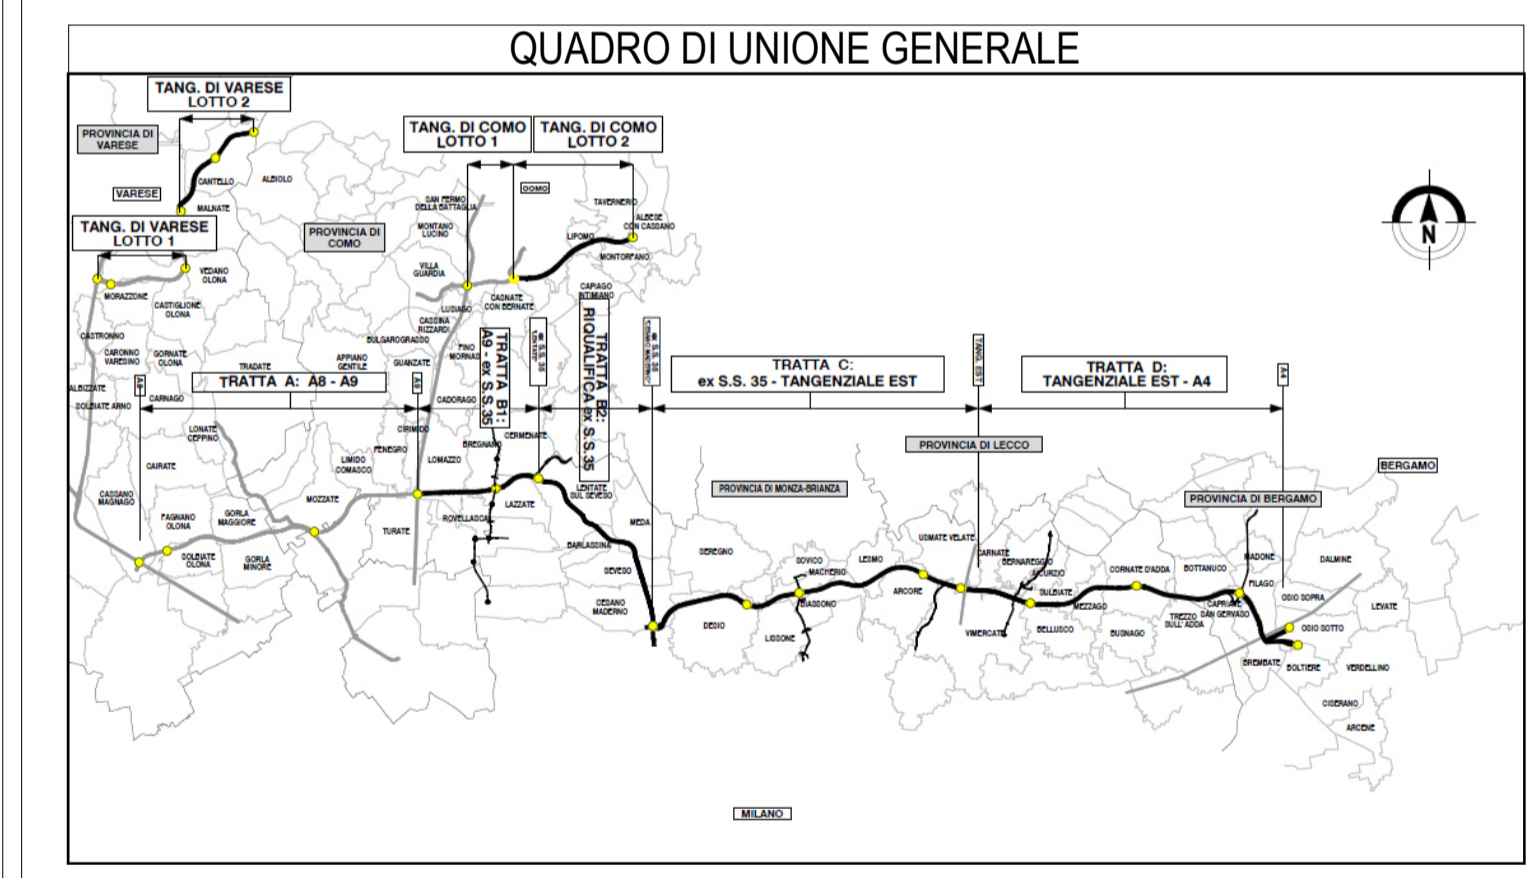 QUADRO DI UNIONE GENERALE
TANG. DI VARESE
LOTTO 2
PROVINCIA DI
VARESE
TANG. DI COMO
LOTTO 1
TANG. DI COMO
LOTTO 2
CANTELLO
ALBIOLO
VARESE
MALNATE
COMO
SAN FERMO
DELLA BATTAGLIA
TAVERNERIO
ALBESE
CON CASSANO
TANG. DI VARESE
LOTTO 1
PROVINCIA DI
COMO
MONTANO
LUCINO
LIPOMO
MONTORFANO
N
VILLA
GUARDIA
VEDANO
OLONA
MORAZZONE
CASTIGLIONE
OLONA
CASNATE
CON BERNATE
CAPIAGO
INTIMIANO
LUSIAGO
CASSINA
RIZZARDI
BULGAROGRASSO
CASTRONNO
CARONNO
VARESINO
GORNATE
OLONA
TRADATE
APPIANO
GENTILE
GUANZATE
FINO
MORNAS
TRATTA B1:
A9 - ex S.S.35
ex S.S. 35
LENTATE
TRATTA B2:
RIQUALIFICA ex S.S.35
ex S.S. 35
TRATTA C:
ex S.S. 35 - TANGENZIALE EST
TANG. EST
TRATTA D:
TANGENZIALE EST - A4
A4
ALBIZZATE
SOLBIATE ARNO
A8
CARNAGO
TRATTA A: A8 - A9
A9
CADORAGO
CIRIMIDO
LONATE
CEPPINO
FENEGRO
BREGNANO
CERMENATE
LOMAZZO
LIMIDO
COMASCO
CAIRATE
PROVINCIA DI LECCO
BERGAMO
PROVINCIA DI MONZA-BRIANZA
PROVINCIA DI BERGAMO
CASSANO
MAGNAGO
MOZZATE
LENTATE
SUL SEVESO
LAZZATE
FAGNANO
OLONA
GORLA
MAGGIORE
TURATE
ROVELLASCA
MEDA
SOLBIATE
OLONA
GORLA
MINORE
BARLASSINA
SEVESO
CESANO
MADERNO
SEREGNO
DESIO
SOVICO
MACHERIO
BIASSONO
LISSONE
LESMO
ARCORE
USMATE VELATE
CARNATE
BERNAREGGIO
AICURZIO
SULBIATE
MEZZAGO
VIMERCATE
BELLUSCO
CORNATE D'ADDA
BUSNAGO
BOTTANUCO
TREZZO
SULL' ADDA
CAPRIATE
SAN GERVASO
MADONE
FILAGO
DALMINE
OSIO SOPRA
LEVATE
OSIO SOTTO
BREMBATE
BOLTIERE
VERDELLINO
CISERANO
ARCENE
MILANO